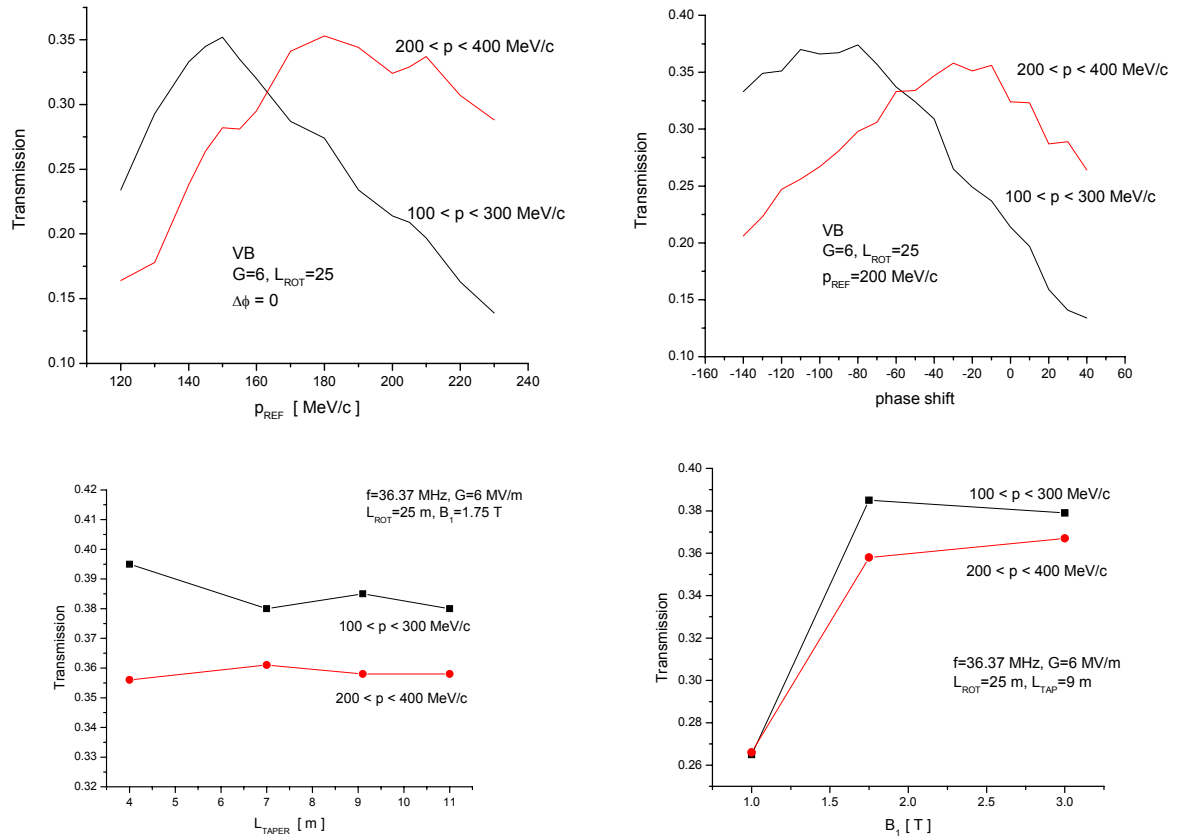 0.35
0.30
0.25
0.20
0.15
0.10
Transmission
200 < p < 400 MeV/c
100 < p < 300 MeV/c
VB
G=6, L_ROT=25
Δϕ = 0
120 140 160 180 200 220 240
p_REF [ MeV/c ]
0.40
0.35
0.30
0.25
0.20
0.15
0.10
Transmission
200 < p < 400 MeV/c
100 < p < 300 MeV/c
VB
G=6, L_ROT=25
p_REF=200 MeV/c
-160 -140 -120 -100 -80 -60 -40 -20 0 20 40 60
phase shift
0.42
0.41
0.40
0.39
0.38
0.37
0.36
0.35
0.34
0.33
0.32
Transmission
f=36.37 MHz, G=6 MV/m
L_ROT=25 m, B_1=1.75 T
100 < p < 300 MeV/c
200 < p < 400 MeV/c
4 5 6 7 8 9 10 11
L_TAPER [ m ]
0.40
0.38
0.36
0.34
0.32
0.30
0.28
0.26
Transmission
100 < p < 300 MeV/c
200 < p < 400 MeV/c
f=36.37 MHz, G=6 MV/m
L_ROT=25 m, L_TAP=9 m
1.0 1.5 2.0 2.5 3.0
B_1 [ T ]